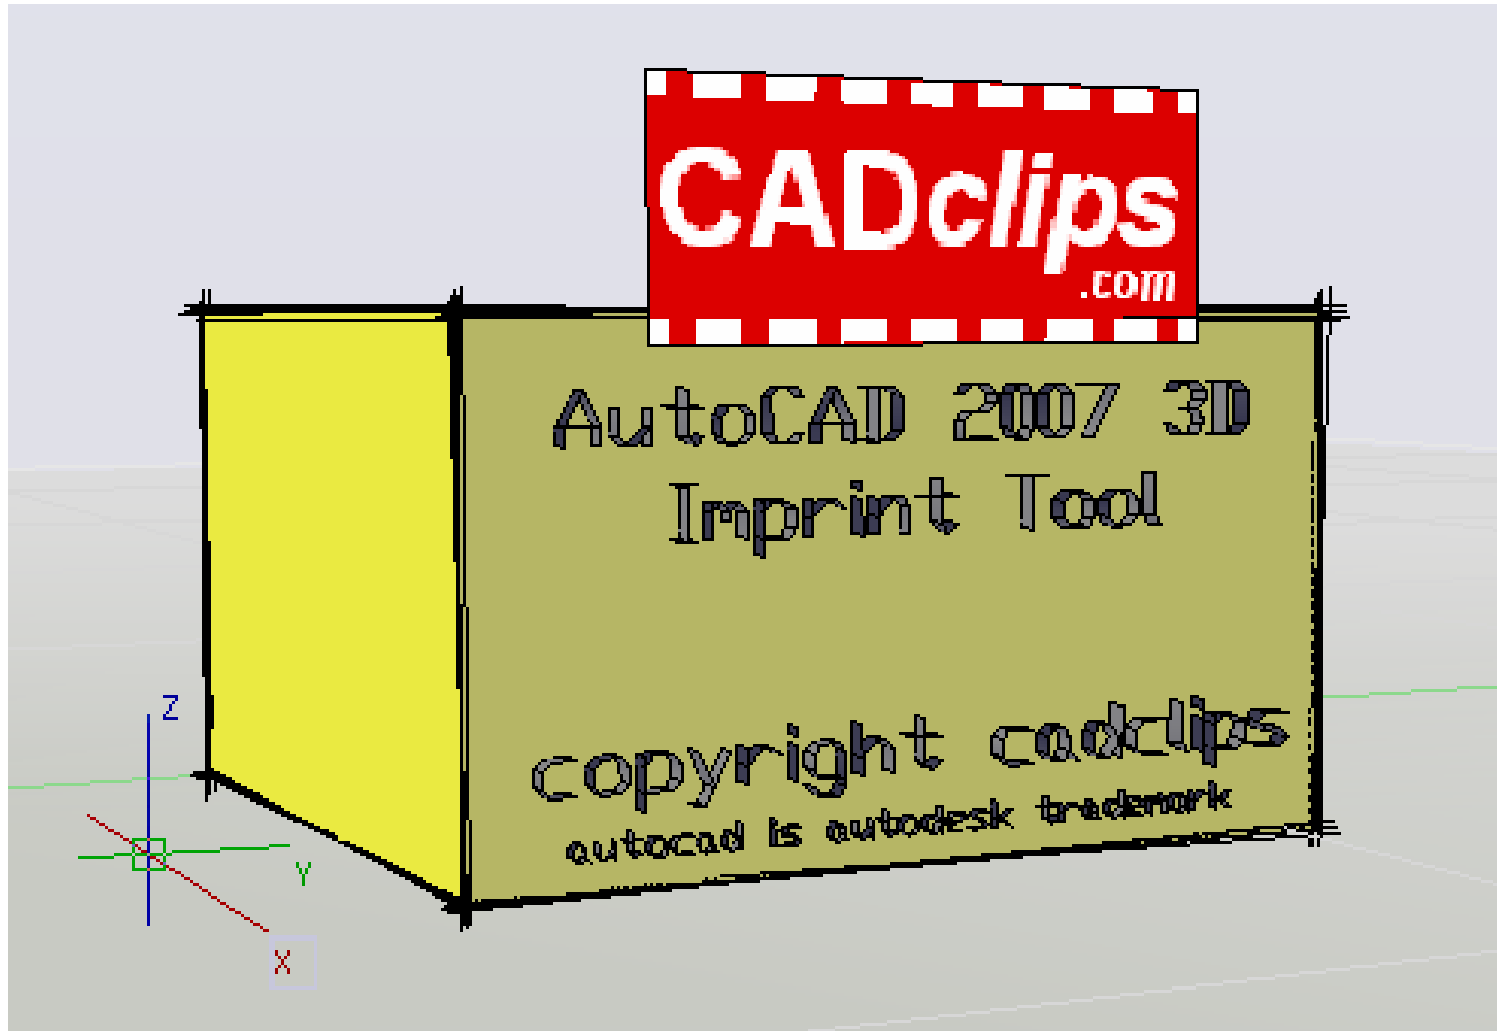 CADclips
.com
AutoCAD 2007 3D
Imprint Tool
copyright cadclips
autocad is autodesk trademark
Z
Y
X